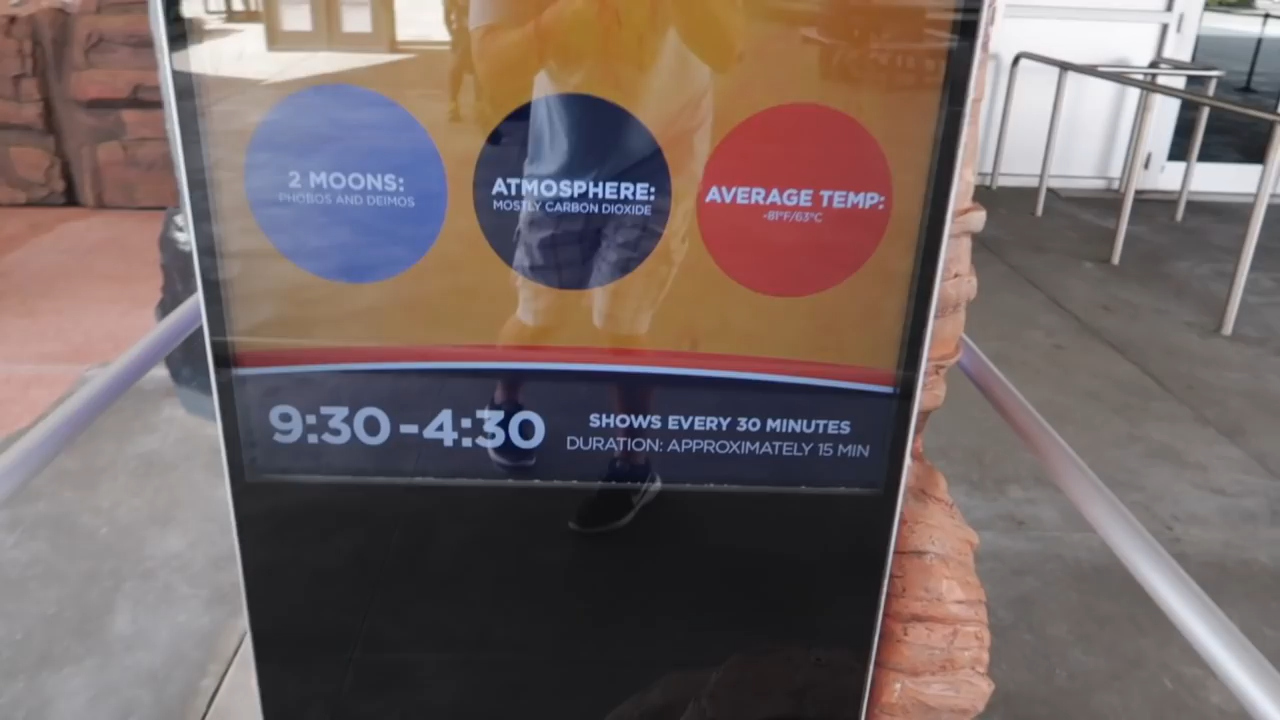 2 MOONS:
PHOBOS AND DEIMOS
ATMOSPHERE:
MOSTLY CARBON DIOXIDE
AVERAGE TEMP:
-81°F/63°C
9:30-4:30
SHOWS EVERY 30 MINUTES
DURATION: APPROXIMATELY 15 MIN